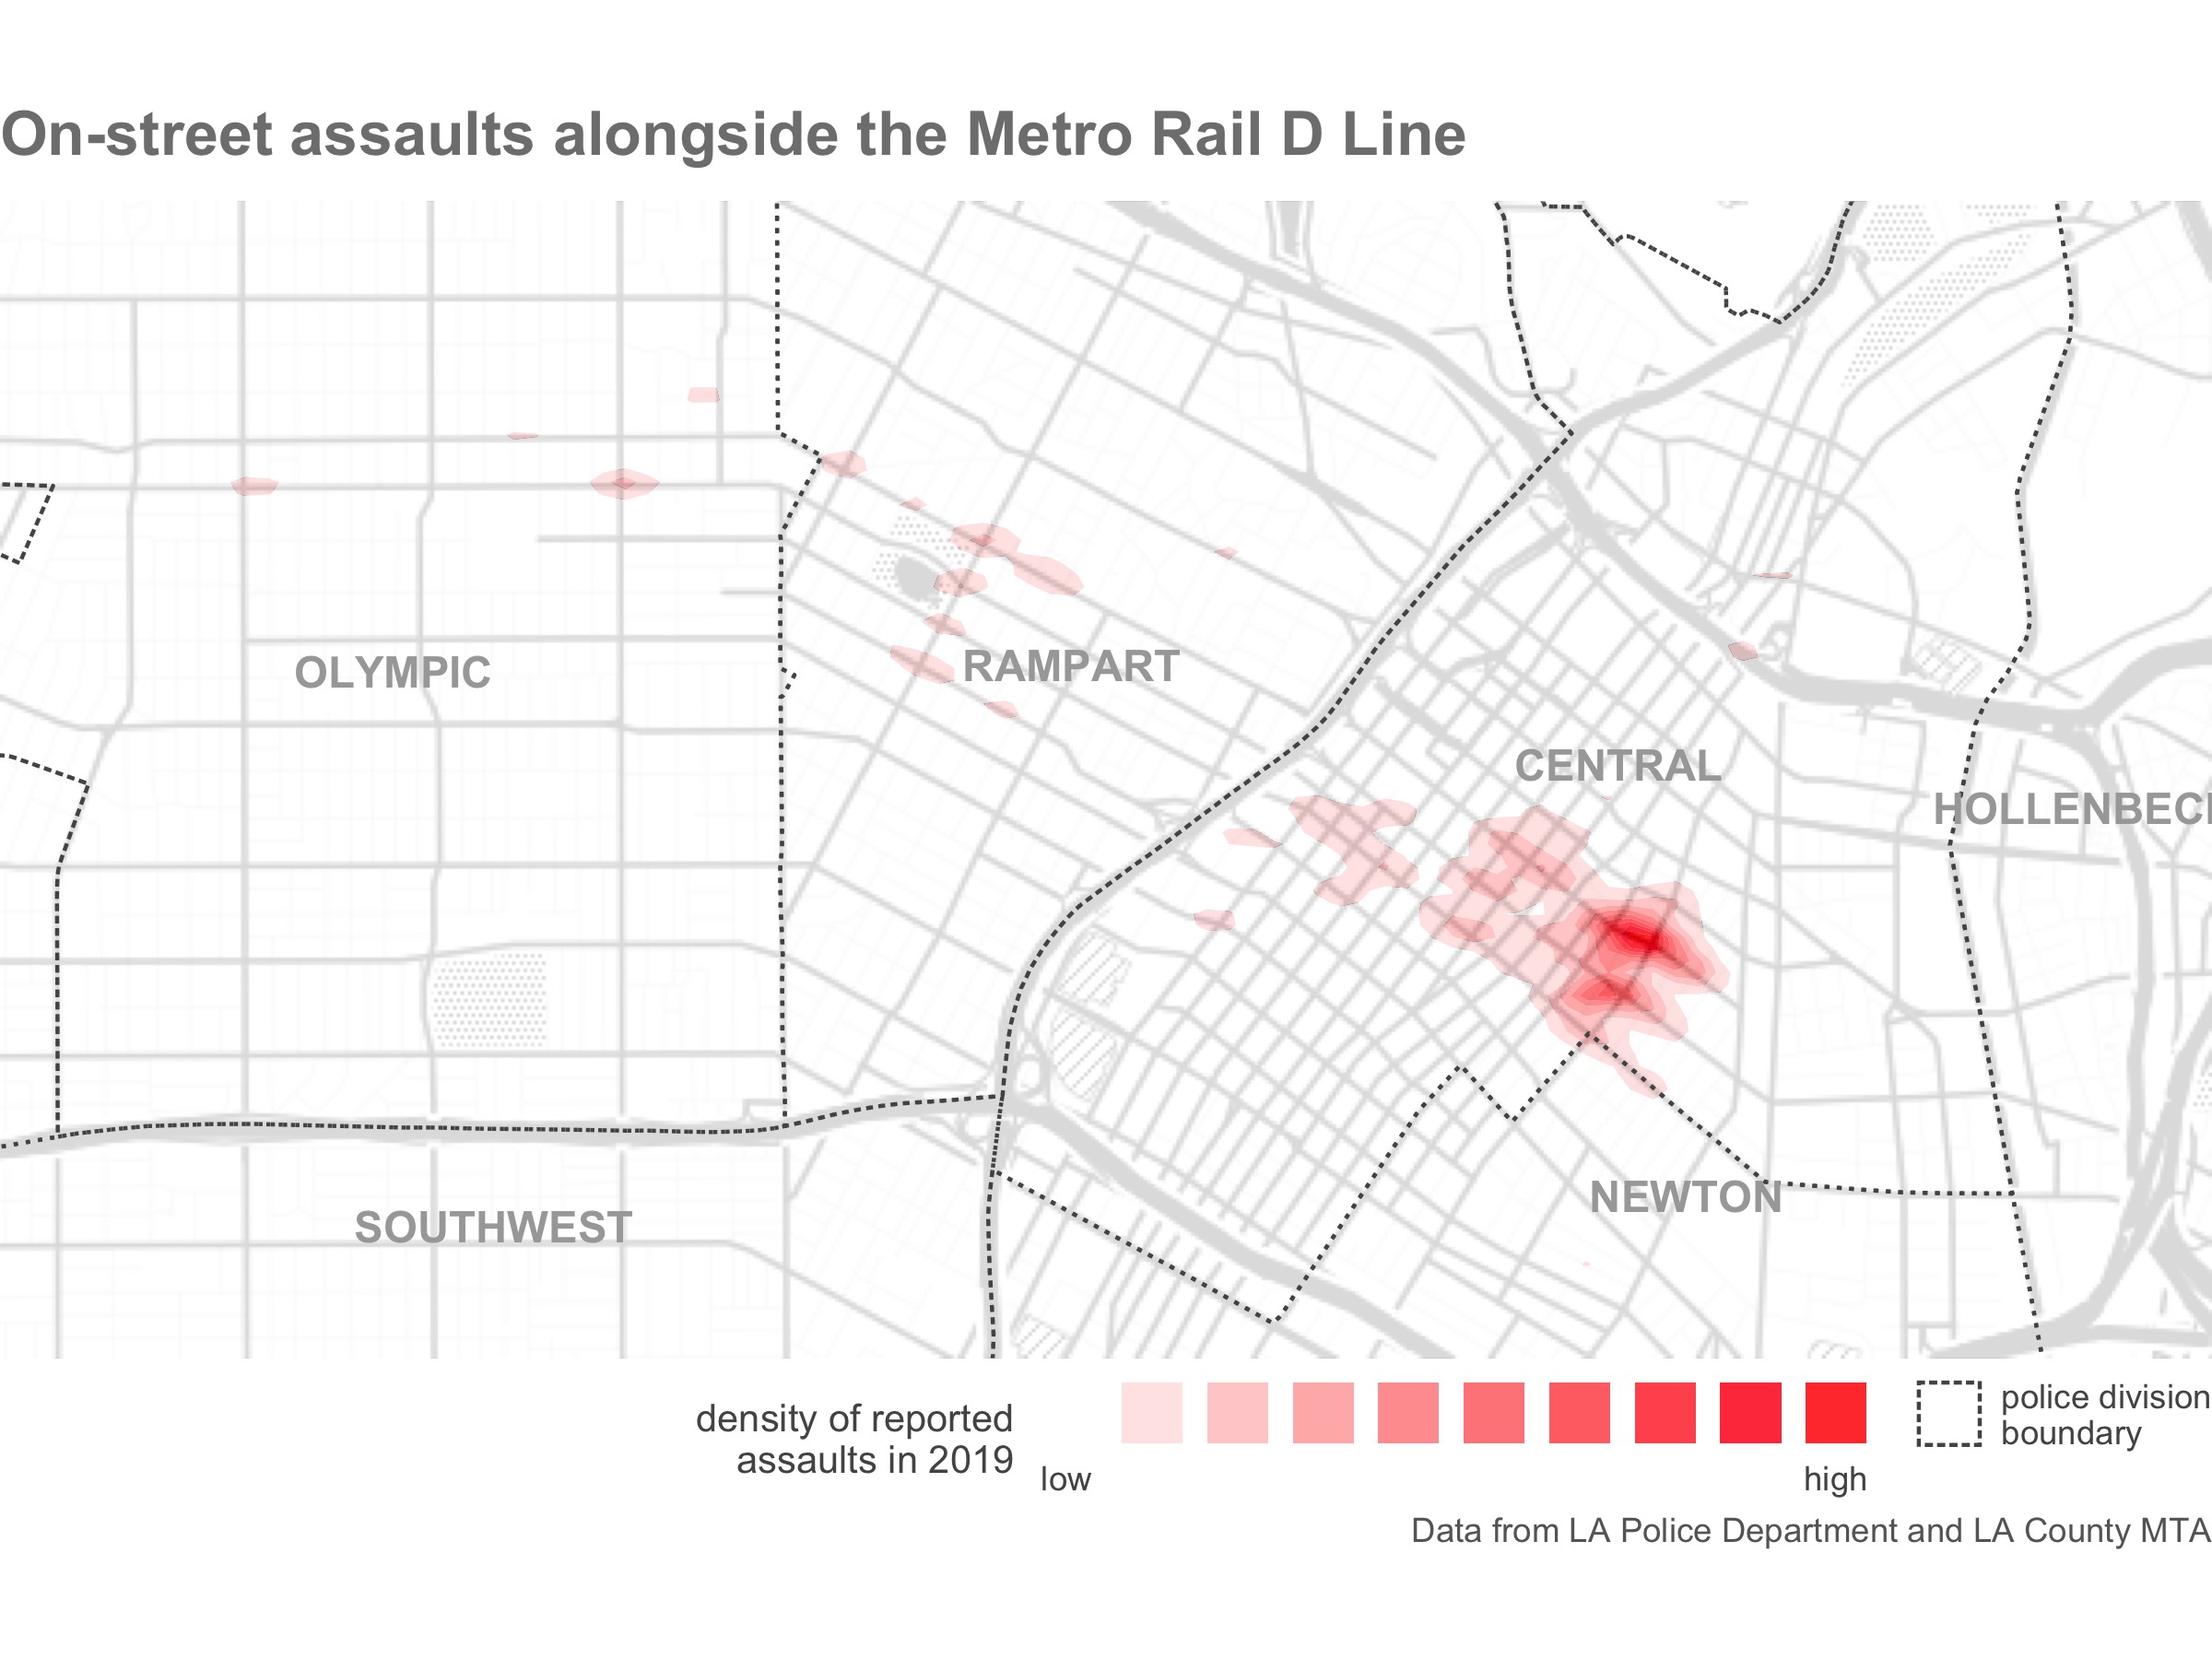 On-street assaults alongside the Metro Rail D Line
OLYMPIC
RAMPART
CENTRAL
HOLLENBEC
NEWTON
SOUTHWEST
density of reported
assaults in 2019
low
high
police division
boundary
Data from LA Police Department and LA County MTA